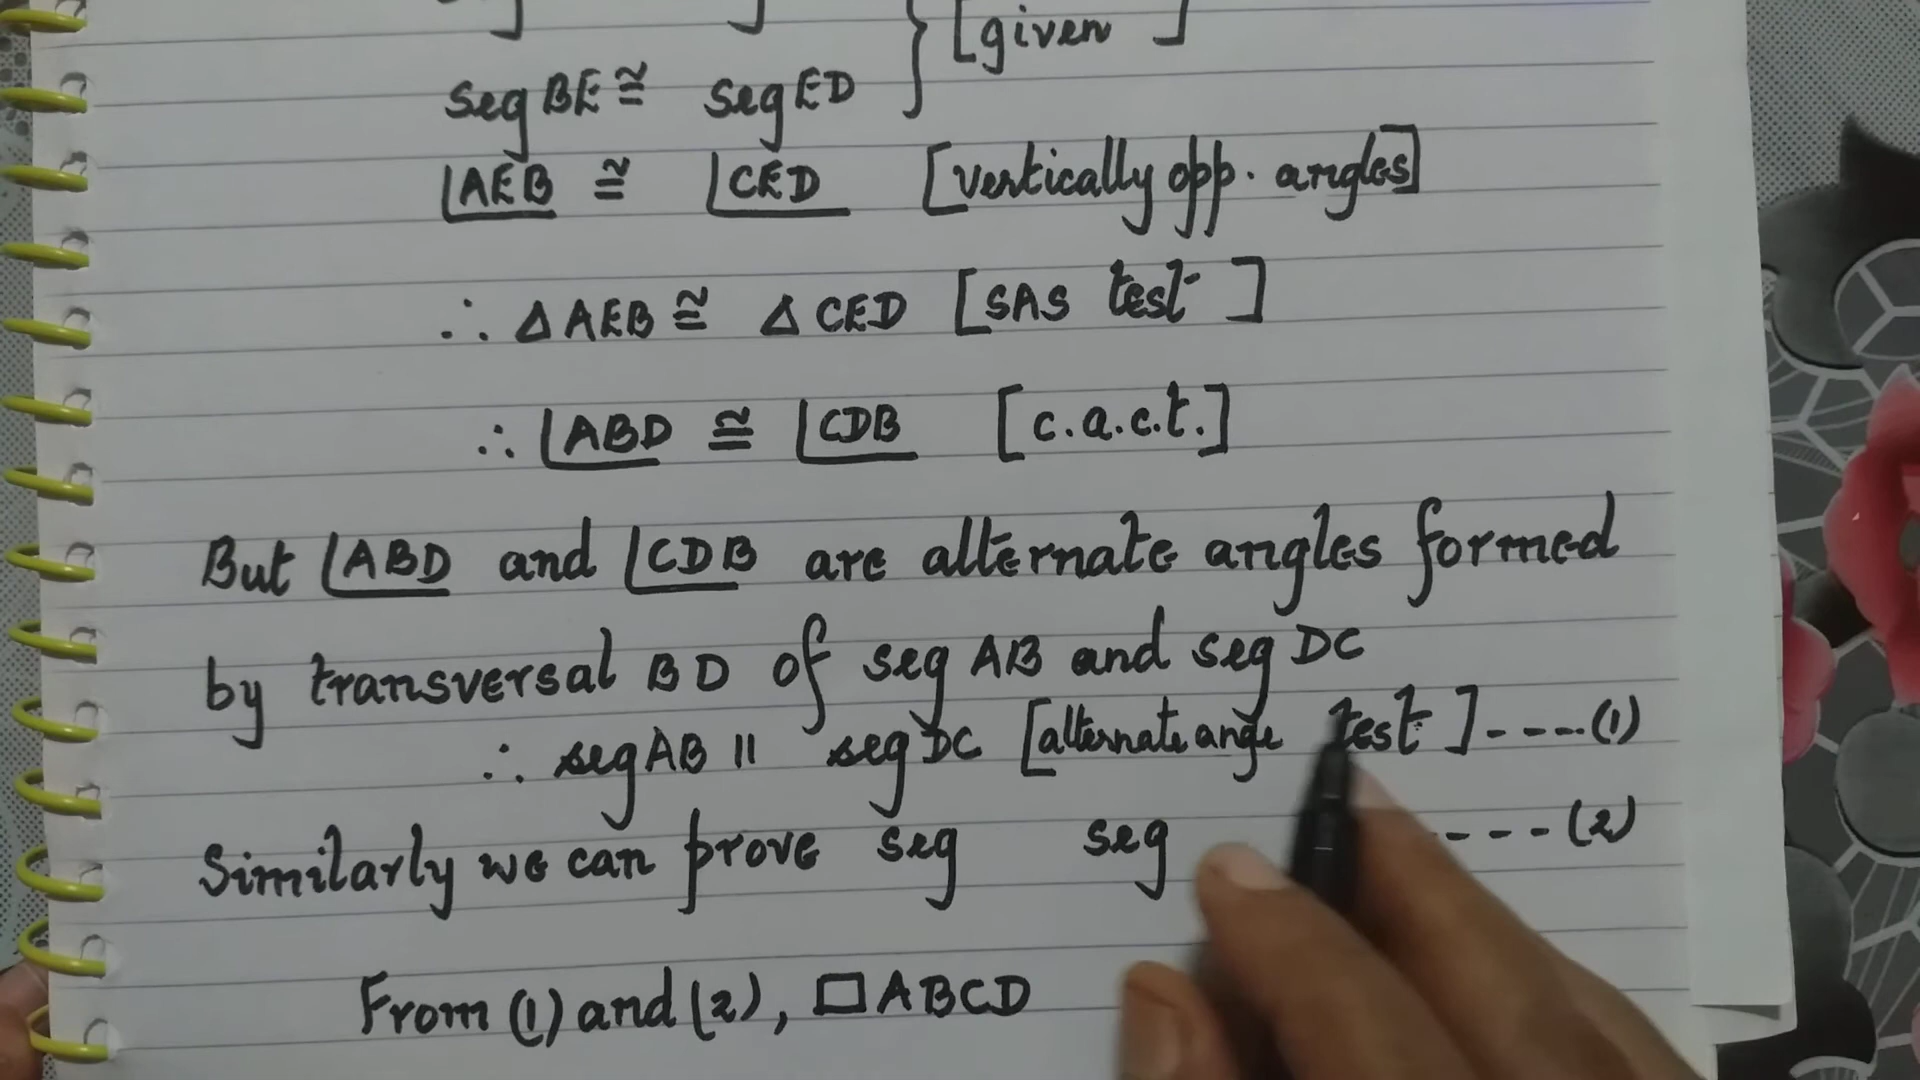 [given ]
seg BE ≅ seg ED
∠AEB ≅ ∠CED [vertically opp. angles]
∴ △ AEB ≅ △ CED [SAS test ]
∴ ∠ABD ≅ ∠CDB [c.a.c.t.]
But ∠ABD and ∠CDB are alternate angles formed
by transversal BD of seg AB and seg DC
∴ seg AB || seg DC [alternate ange test ] ----(1)
Similarly we can prove seg seg ----(2)
From (1) and (2), □ ABCD